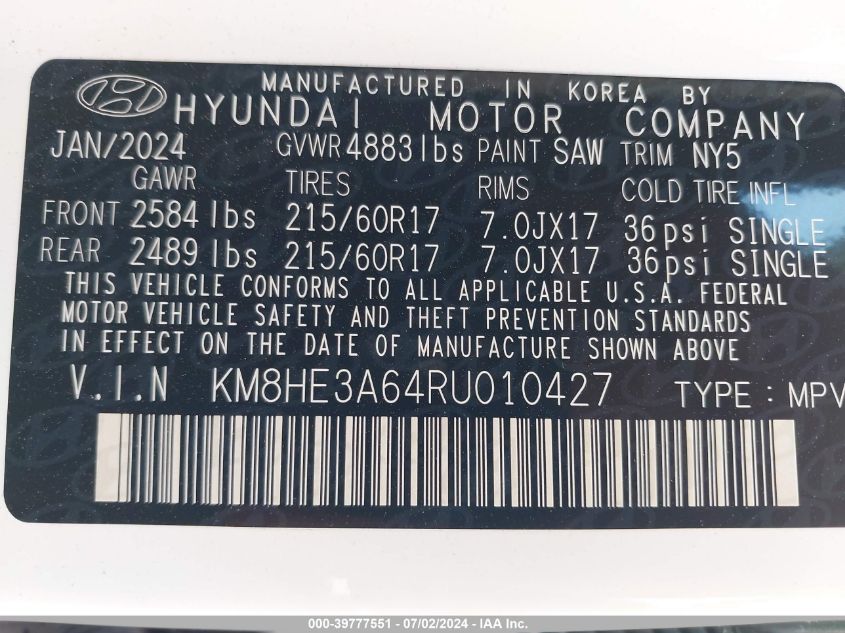 MANUFACTURED IN KOREA BY
HYUNDAI MOTOR COMPANY
JAN/2024 GVWR 4883lbs PAINT SAW TRIM NY5
GAWR TIRES RIMS COLD TIRE INFL
FRONT 2584 lbs 215/60R17 7.0JX17 36psi SINGLE
REAR 2489 lbs 215/60R17 7.0JX17 36psi SINGLE
THIS VEHICLE CONFORMS TO ALL APPLICABLE U.S.A. FEDERAL
MOTOR VEHICLE SAFETY AND THEFT PREVENTION STANDARDS
IN EFFECT ON THE DATE OF MANUFACTURE SHOWN ABOVE
V.I.N KM8HE3A64RU010427 TYPE : MPV
000-39777551 - 07/02/2024 - IAA Inc.